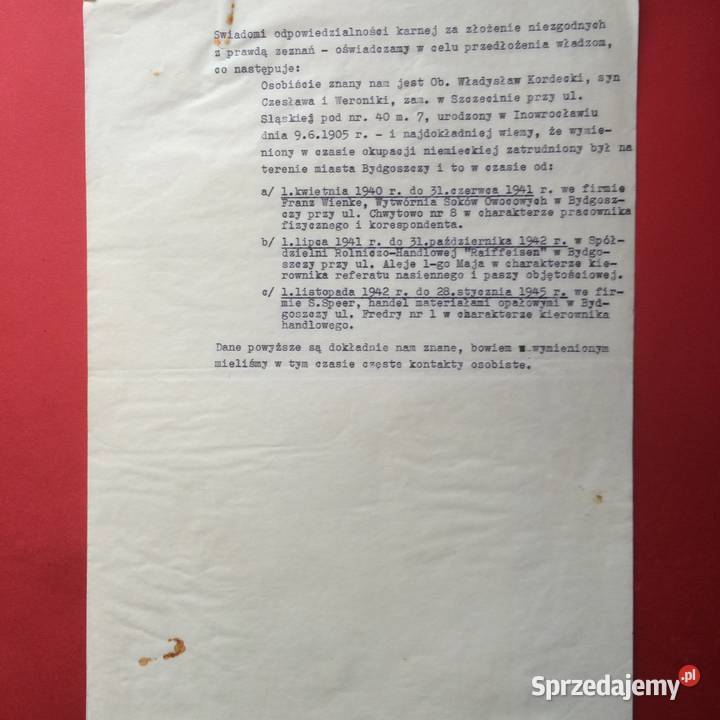 Swiadomi odpowiedzialności karnej za złożenie niezgodnych
z prawdą zeznań - oświadczamy w celu przedłożenia władzom,
co następuje:
Osobiście znany nam jest Ob. Władysław Kordecki, syn
Czesława i Weroniki, zam. w Szczecinie przy ul.
Sląskiej pod nr. 40 m. 7, urodzony w Inowrocławiu
dnia 9.6.1905 r. - i najdokładniej wiemy, że wymie-
niony w czasie okupacji niemieckiej zatrudniony był na
terenie miasta Bydgoszczy i to w czasie od:
a/ 1.kwietnia 1940 r. do 31.czerwca 1941 r. we firmie
Franz Wienke, Wytwórnia Soków Owocowych w Bydgosz-
czy przy ul. Chwytowo nr 8 w charakterze pracownika
fizycznego i korespondenta.
b/ 1.lipca 1941 r. do 31.października 1942 r. w Spół-
dzielni Rolniczo-Handlowej "Raiffeisen" w Bydgo-
szczy przy ul. Aleje 1-go Maja w charakterze kie-
rownika referatu nasiennego i paszy objętościowej.
c/ 1.listopada 1942 r. do 28.stycznia 1945 r. we fir-
mie S.Speer, handel materiałami opałowymi w Byd-
goszczy ul. Fredry nr 1 w charakterze kierownika
handlowego.
Dane powyższe są dokładnie nam znane, bowiem w wymienionym
mieliśmy w tym czasie częste kontakty osobiste.
Sprzedajemy.pl